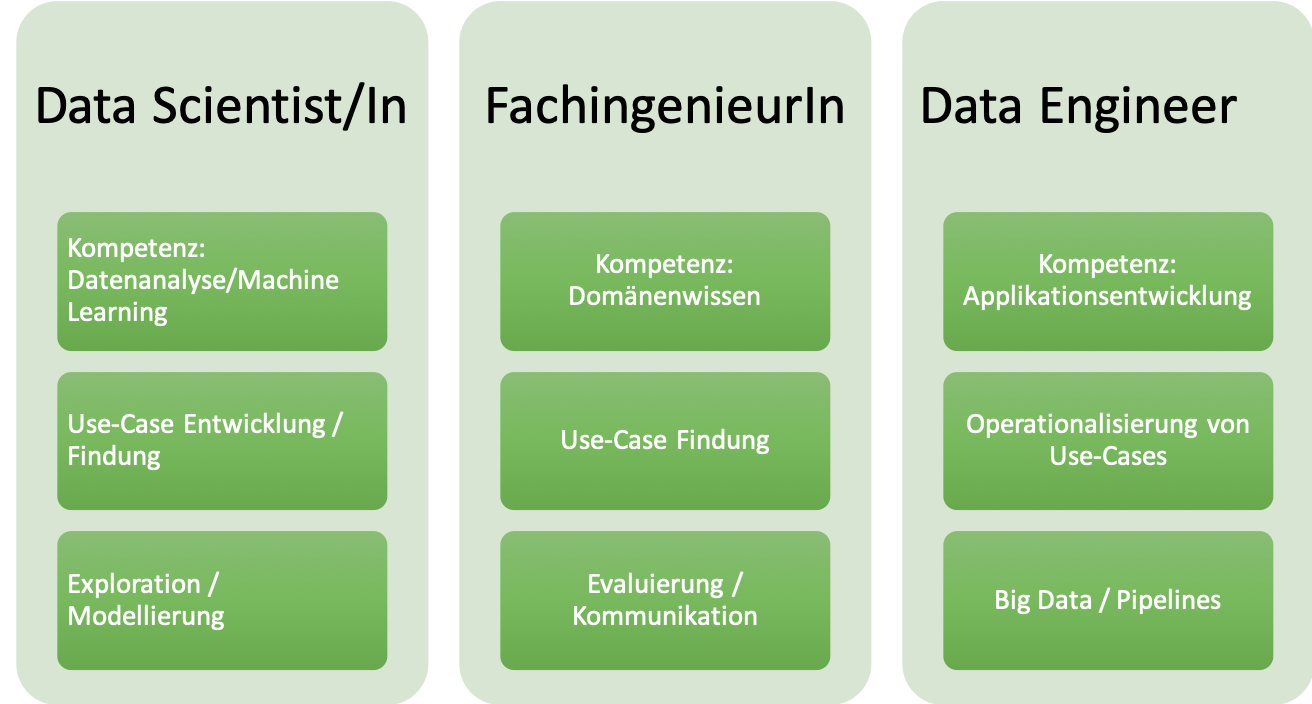 Data Scientist/In
Kompetenz:
Datenanalyse/Machine
Learning
Use-Case Entwicklung /
Findung
Exploration /
Modellierung
FachingenieurIn
Kompetenz:
Domänenwissen
Use-Case Findung
Evaluierung /
Kommunikation
Data Engineer
Kompetenz:
Applikationsentwicklung
Operationalisierung von
Use-Cases
Big Data / Pipelines